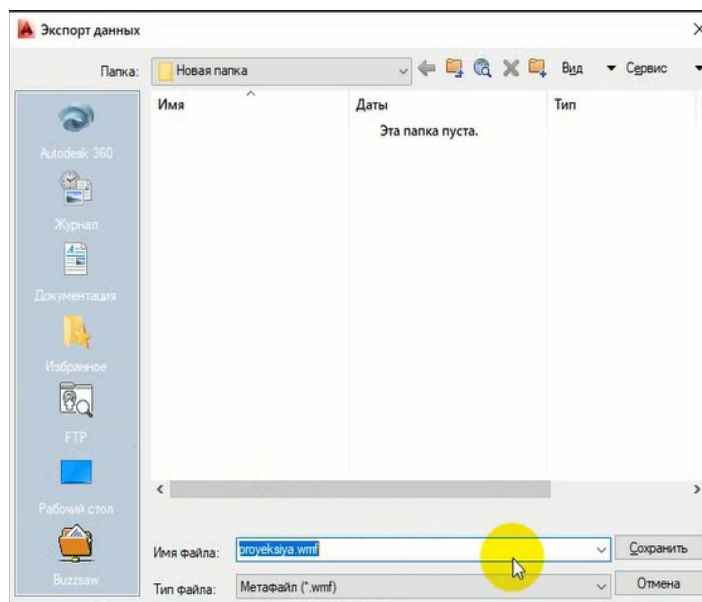 Экспорт данных
Папка: Новая папка Вид Сервис
Имя Даты Тип
Эта папка пуста.
Autodesk 360
Журнал
Документация
Избранное
FTP
Рабочий стол
Buzzsaw
Имя файла: proyeksiya.wmf Сохранить
Тип файла: Метафайл (*.wmf) Отмена